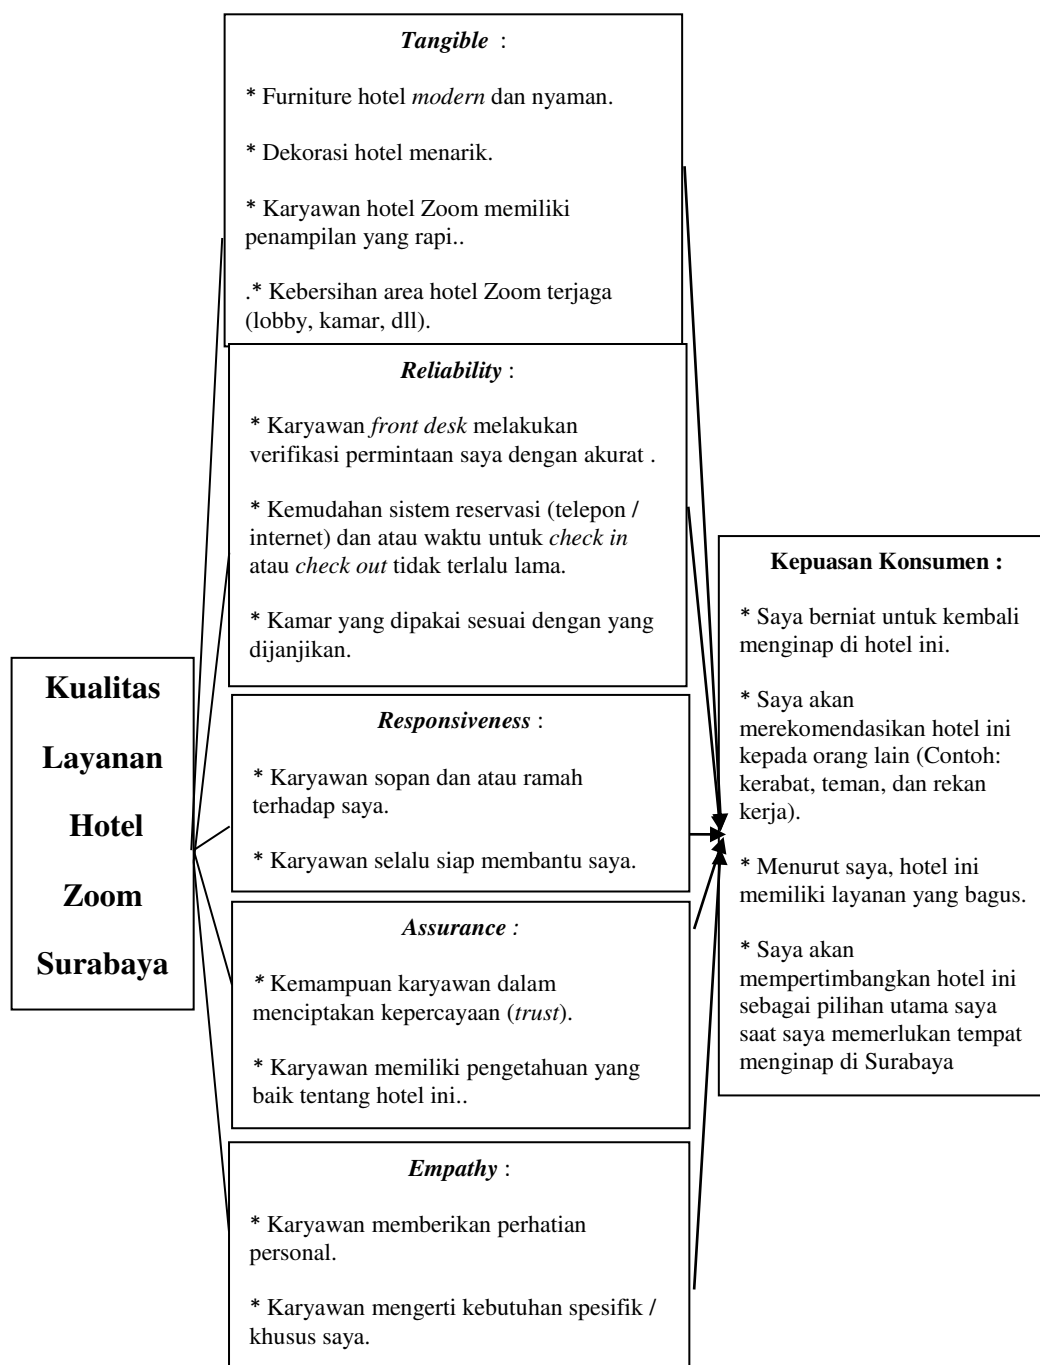 Tangible :
* Furniture hotel modern dan nyaman.
* Dekorasi hotel menarik.
* Karyawan hotel Zoom memiliki
penampilan yang rapi..
.* Kebersihan area hotel Zoom terjaga
(lobby, kamar, dll).
Reliability :
* Karyawan front desk melakukan
verifikasi permintaan saya dengan akurat .
* Kemudahan sistem reservasi (telepon /
internet) dan atau waktu untuk check in
atau check out tidak terlalu lama.
* Kamar yang dipakai sesuai dengan yang
dijanjikan.
Kualitas
Layanan
Hotel
Zoom
Surabaya
Responsiveness :
* Karyawan sopan dan atau ramah
terhadap saya.
* Karyawan selalu siap membantu saya.
Assurance :
* Kemampuan karyawan dalam
menciptakan kepercayaan (trust).
* Karyawan memiliki pengetahuan yang
baik tentang hotel ini..
Empathy :
* Karyawan memberikan perhatian
personal.
* Karyawan mengerti kebutuhan spesifik /
khusus saya.
Kepuasan Konsumen :
* Saya berniat untuk kembali
menginap di hotel ini.
* Saya akan
merekomendasikan hotel ini
kepada orang lain (Contoh:
kerabat, teman, dan rekan
kerja).
* Menurut saya, hotel ini
memiliki layanan yang bagus.
* Saya akan
mempertimbangkan hotel ini
sebagai pilihan utama saya
saat saya memerlukan tempat
menginap di Surabaya